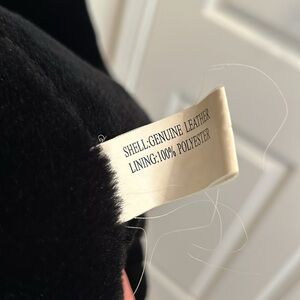 SHELL:GENUINE LEATHER
LINING:100% POLYESTER